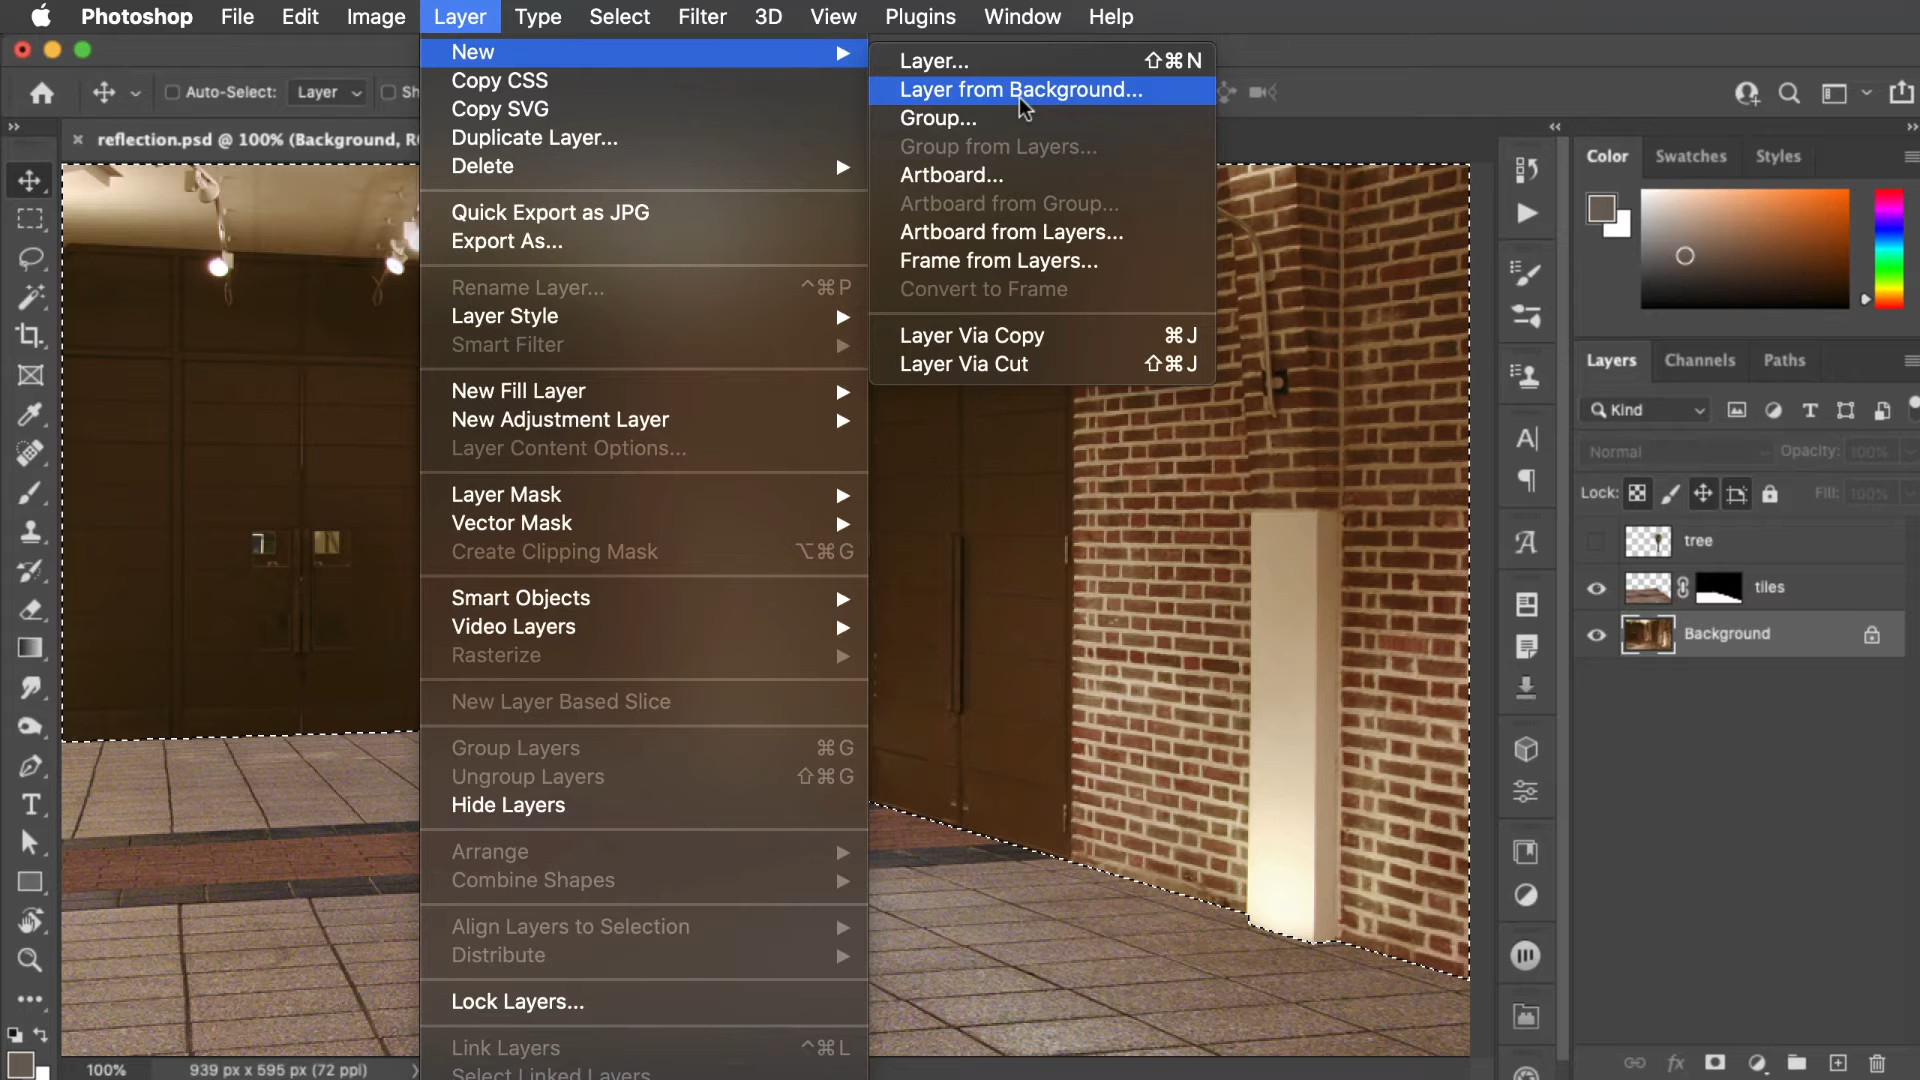 Photoshop File Edit Image Layer Type Select Filter 3D View Plugins Window Help
Auto-Select: Layer Sh
reflection.psd @ 100% (Background, R
New
Copy CSS
Copy SVG
Duplicate Layer...
Delete
Quick Export as JPG
Export As...
Rename Layer... ^⌘P
Layer Style
Smart Filter
New Fill Layer
New Adjustment Layer
Layer Content Options...
Layer Mask
Vector Mask
Create Clipping Mask ⌥⌘G
Smart Objects
Video Layers
Rasterize
New Layer Based Slice
Group Layers ⌘G
Ungroup Layers ⇧⌘G
Hide Layers
Arrange
Combine Shapes
Align Layers to Selection
Distribute
Lock Layers...
Link Layers ^⌘L
Select Linked Layers
Layer... ⇧⌘N
Layer from Background...
Group...
Group from Layers...
Artboard...
Artboard from Group...
Artboard from Layers...
Frame from Layers...
Convert to Frame
Layer Via Copy ⌘J
Layer Via Cut ⇧⌘J
Color Swatches Styles
Layers Channels Paths
Kind
Normal Opacity: 100%
Lock: Fill: 100%
tree
tiles
Background
100% 939 px x 595 px (72 ppi)